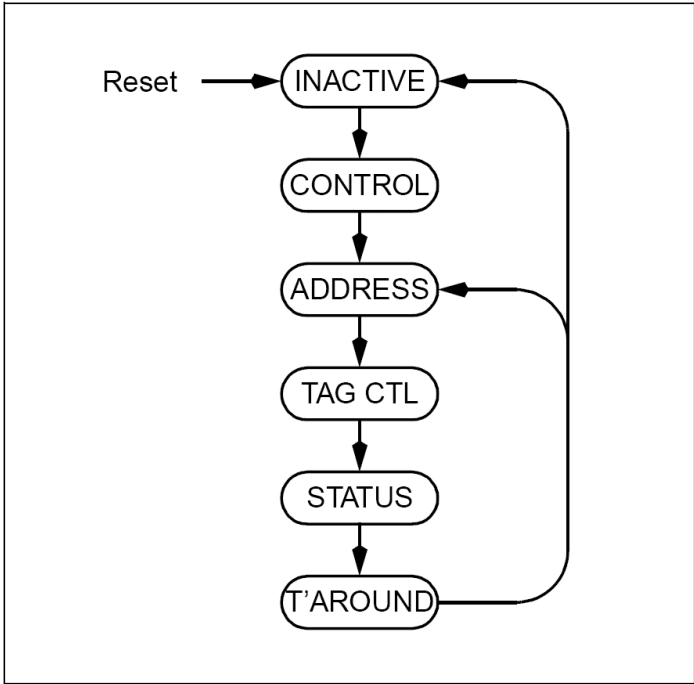 Reset
INACTIVE
CONTROL
ADDRESS
TAG CTL
STATUS
T’AROUND